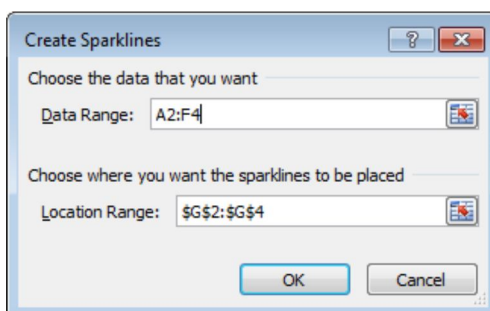 Create Sparklines
Choose the data that you want
Data Range: A2:F4
Choose where you want the sparklines to be placed
Location Range: $G$2:$G$4
OK Cancel